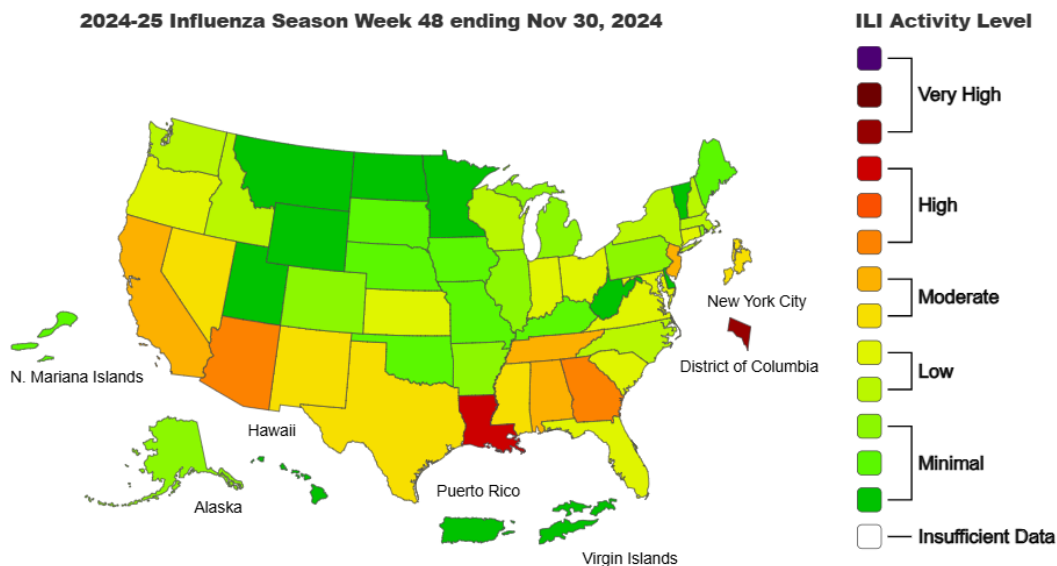 2024-25 Influenza Season Week 48 ending Nov 30, 2024
ILI Activity Level
Very High
High
Moderate
Low
Minimal
Insufficient Data
New York City
District of Columbia
N. Mariana Islands
Hawaii
Alaska
Puerto Rico
Virgin Islands